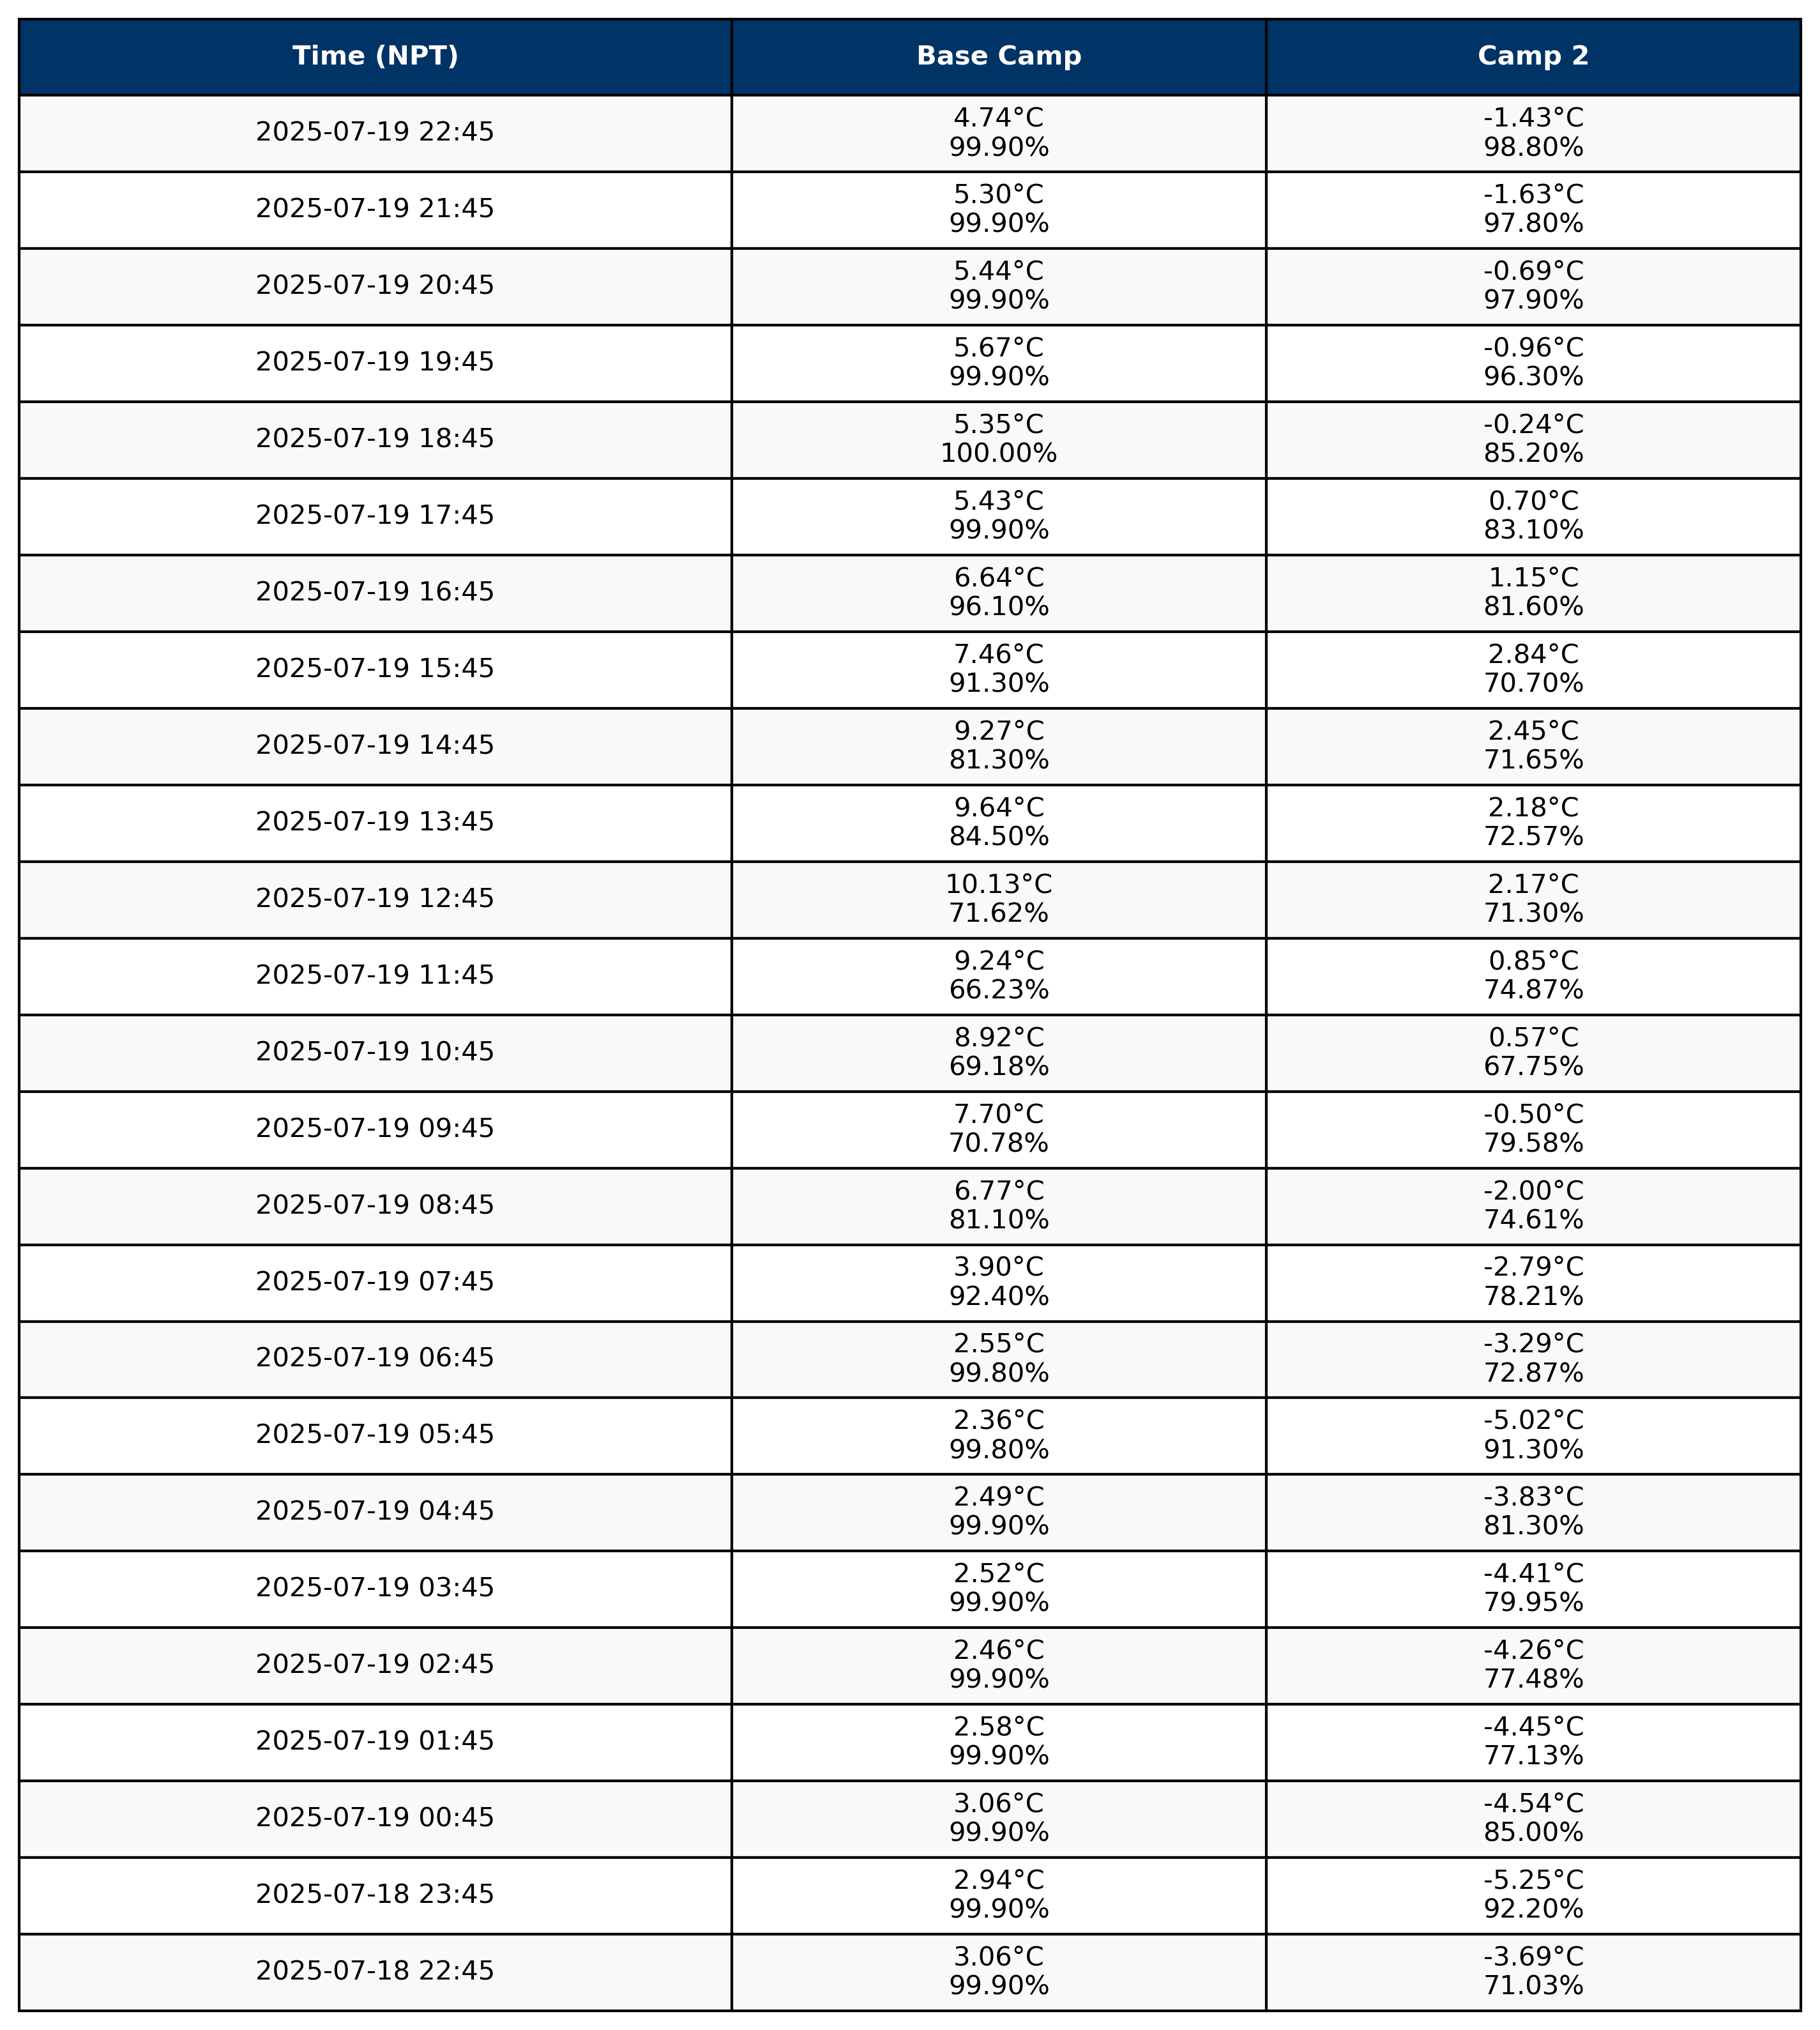 Time (NPT) Base Camp Camp 2
2025-07-19 22:45 4.74°C -1.43°C
99.90% 98.80%
2025-07-19 21:45 5.30°C -1.63°C
99.90% 97.80%
2025-07-19 20:45 5.44°C -0.69°C
99.90% 97.90%
2025-07-19 19:45 5.67°C -0.96°C
99.90% 96.30%
2025-07-19 18:45 5.35°C -0.24°C
100.00% 85.20%
2025-07-19 17:45 5.43°C 0.70°C
99.90% 83.10%
2025-07-19 16:45 6.64°C 1.15°C
96.10% 81.60%
2025-07-19 15:45 7.46°C 2.84°C
91.30% 70.70%
2025-07-19 14:45 9.27°C 2.45°C
81.30% 71.65%
2025-07-19 13:45 9.64°C 2.18°C
84.50% 72.57%
2025-07-19 12:45 10.13°C 2.17°C
71.62% 71.30%
2025-07-19 11:45 9.24°C 0.85°C
66.23% 74.87%
2025-07-19 10:45 8.92°C 0.57°C
69.18% 67.75%
2025-07-19 09:45 7.70°C -0.50°C
70.78% 79.58%
2025-07-19 08:45 6.77°C -2.00°C
81.10% 74.61%
2025-07-19 07:45 3.90°C -2.79°C
92.40% 78.21%
2025-07-19 06:45 2.55°C -3.29°C
99.80% 72.87%
2025-07-19 05:45 2.36°C -5.02°C
99.80% 91.30%
2025-07-19 04:45 2.49°C -3.83°C
99.90% 81.30%
2025-07-19 03:45 2.52°C -4.41°C
99.90% 79.95%
2025-07-19 02:45 2.46°C -4.26°C
99.90% 77.48%
2025-07-19 01:45 2.58°C -4.45°C
99.90% 77.13%
2025-07-19 00:45 3.06°C -4.54°C
99.90% 85.00%
2025-07-18 23:45 2.94°C -5.25°C
99.90% 92.20%
2025-07-18 22:45 3.06°C -3.69°C
99.90% 71.03%